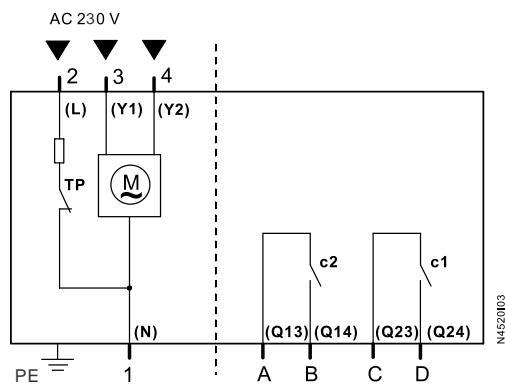 AC 230 V
2 3 4
(L) (Y1) (Y2)
TP M
c2 c1
(N) (Q13) (Q14) (Q23) (Q24)
PE 1 A B C D
N4520I03